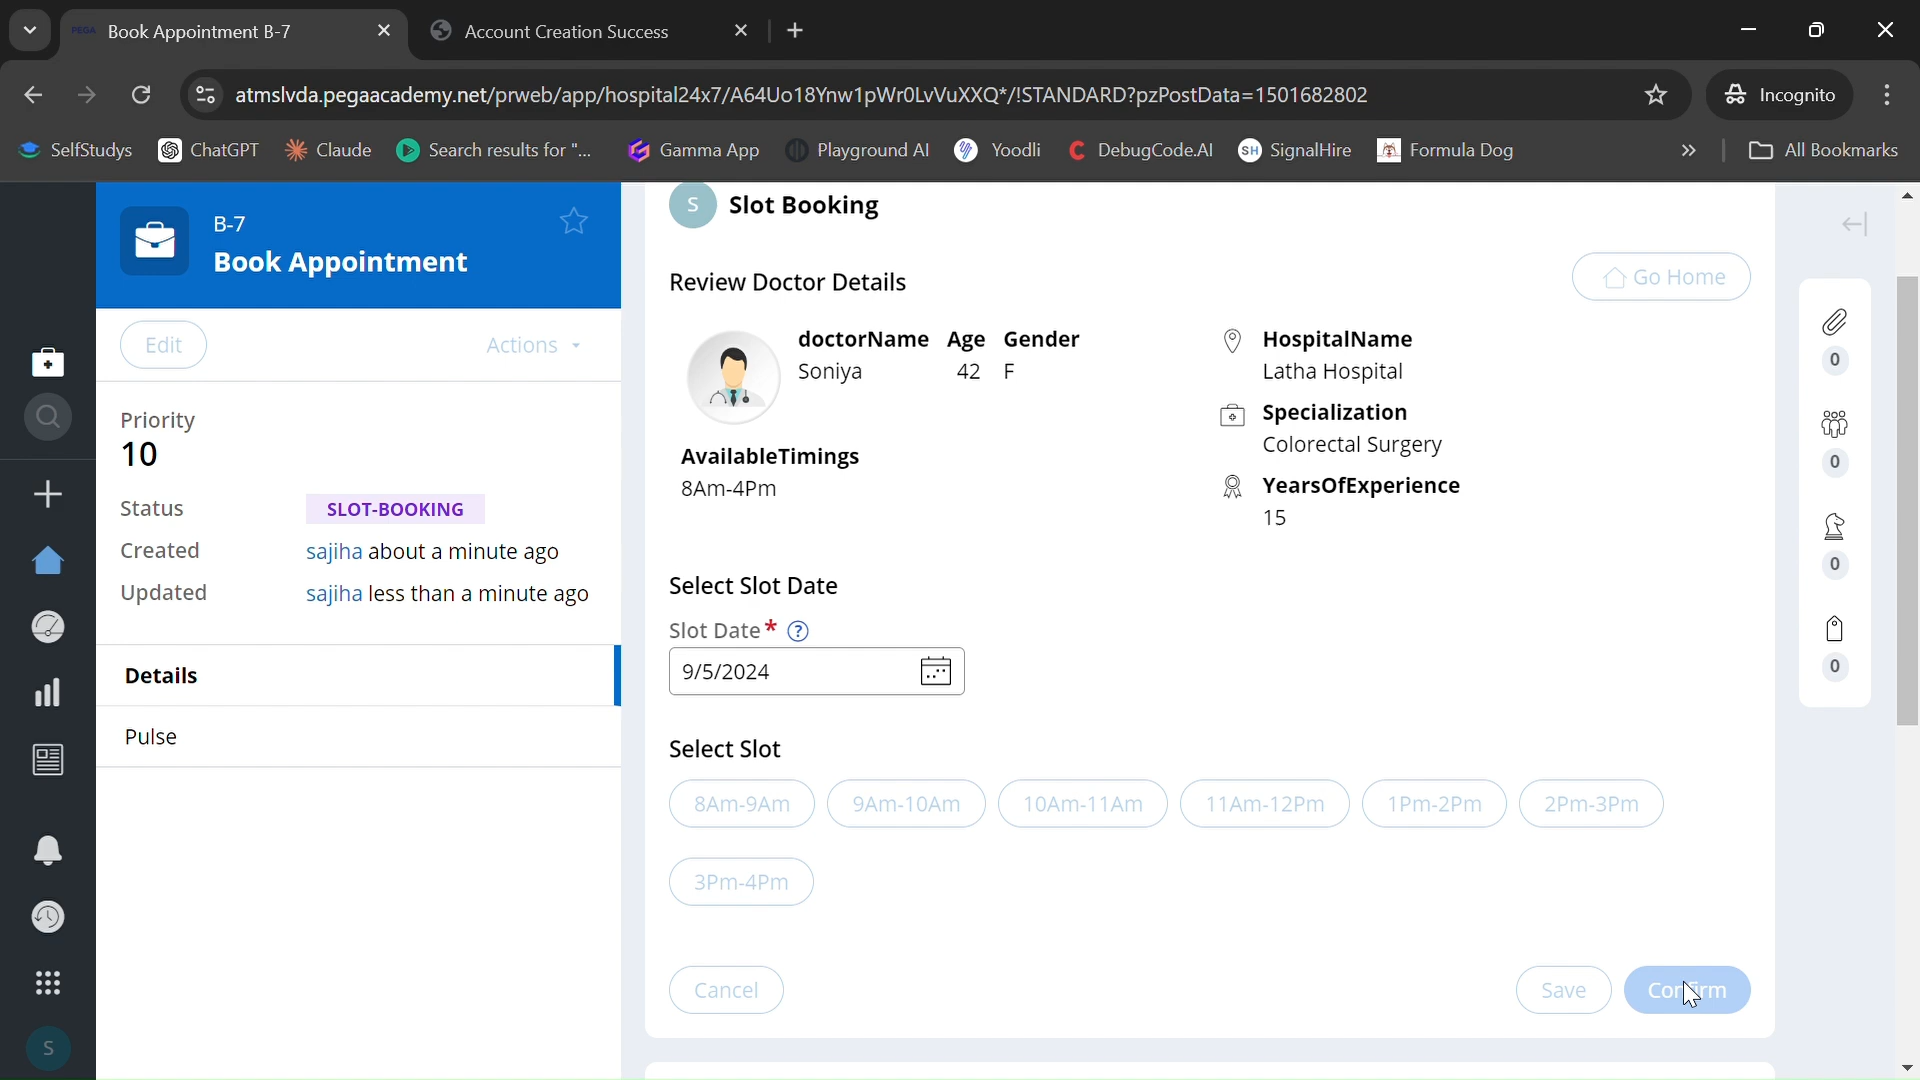 PEGA Book Appointment B-7
Account Creation Success
atmslvda.pegaacademy.net/prweb/app/hospital24x7/A64Uo18Ynw1pWr0LvVuXXQ*/!STANDARD?pzPostData=1501682802
Incognito
SelfStudys
ChatGPT
Claude
Search results for "...
Gamma App
Playground AI
Yoodli
DebugCode.AI
SH SignalHire
Formula Dog
All Bookmarks
B-7
Book Appointment
Edit
Actions
Priority
10
Status SLOT-BOOKING
Created sajiha about a minute ago
Updated sajiha less than a minute ago
Details
Pulse
S
S Slot Booking
Go Home
Review Doctor Details
doctorName Age Gender
Soniya 42 F
AvailableTimings
8Am-4Pm
HospitalName
Latha Hospital
Specialization
Colorectal Surgery
YearsOfExperience
15
Select Slot Date
Slot Date* ?
9/5/2024
Select Slot
8Am-9Am 9Am-10Am 10Am-11Am 11Am-12Pm 1Pm-2Pm 2Pm-3Pm
3Pm-4Pm
Cancel
Save
Confirm
0
0
0
0